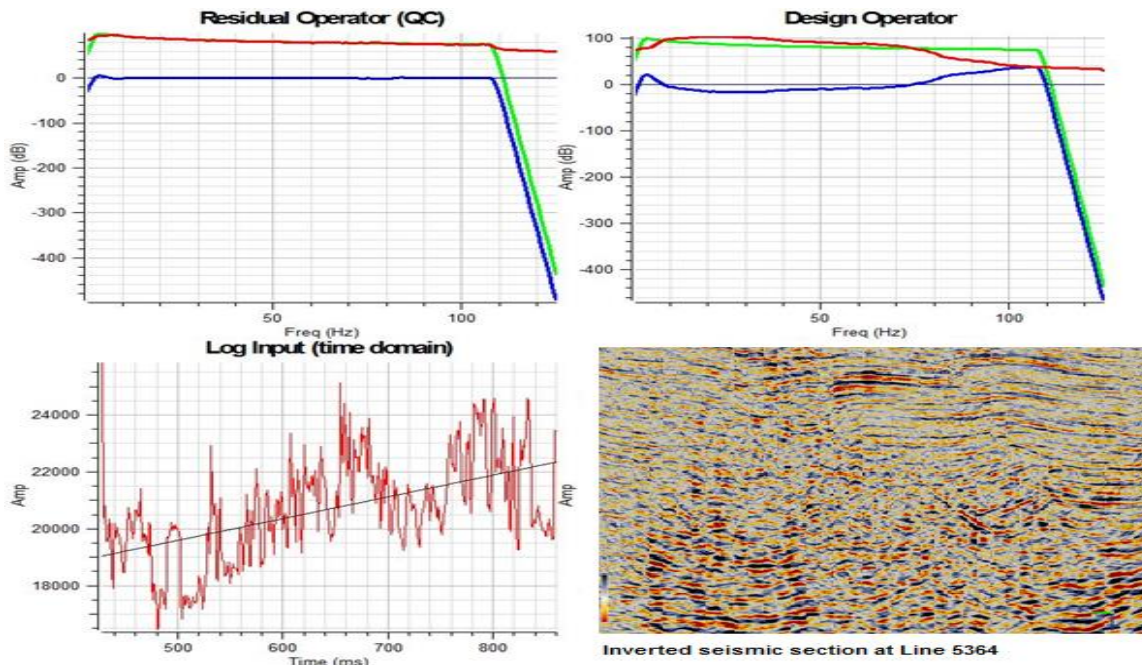 Residual Operator (QC)
0
-100
-200
-300
-400
Amp (dB)
50
100
Freq (Hz)
Design Operator
100
0
-100
-200
-300
-400
Amp (dB)
50
100
Freq (Hz)
Log Input (time domain)
24000
22000
20000
18000
Amp
500
600
700
800
Time (ms)
Amp
Inverted seismic section at Line 5364